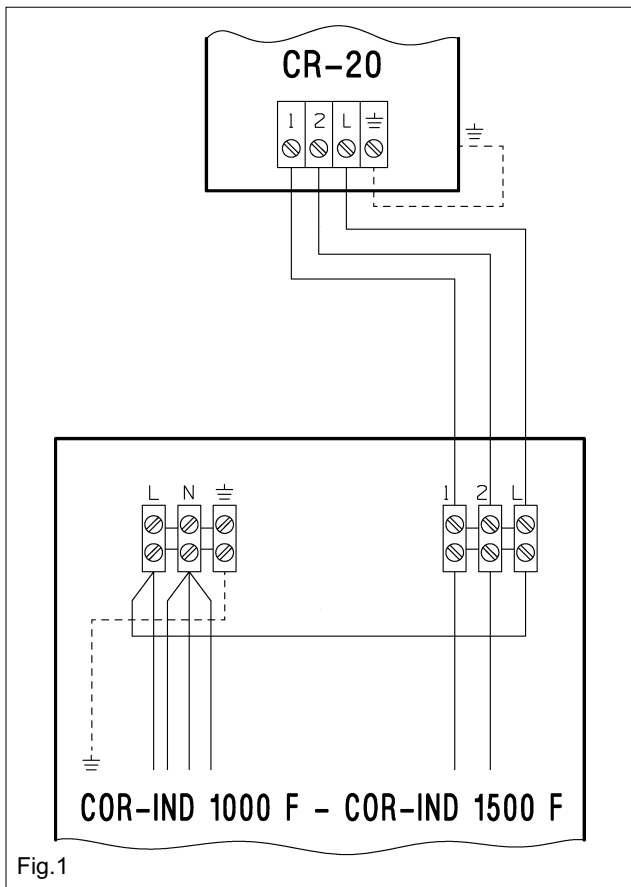 CR-20
1 2 L
L N
1 2 L
COR-IND 1000 F - COR-IND 1500 F
Fig.1